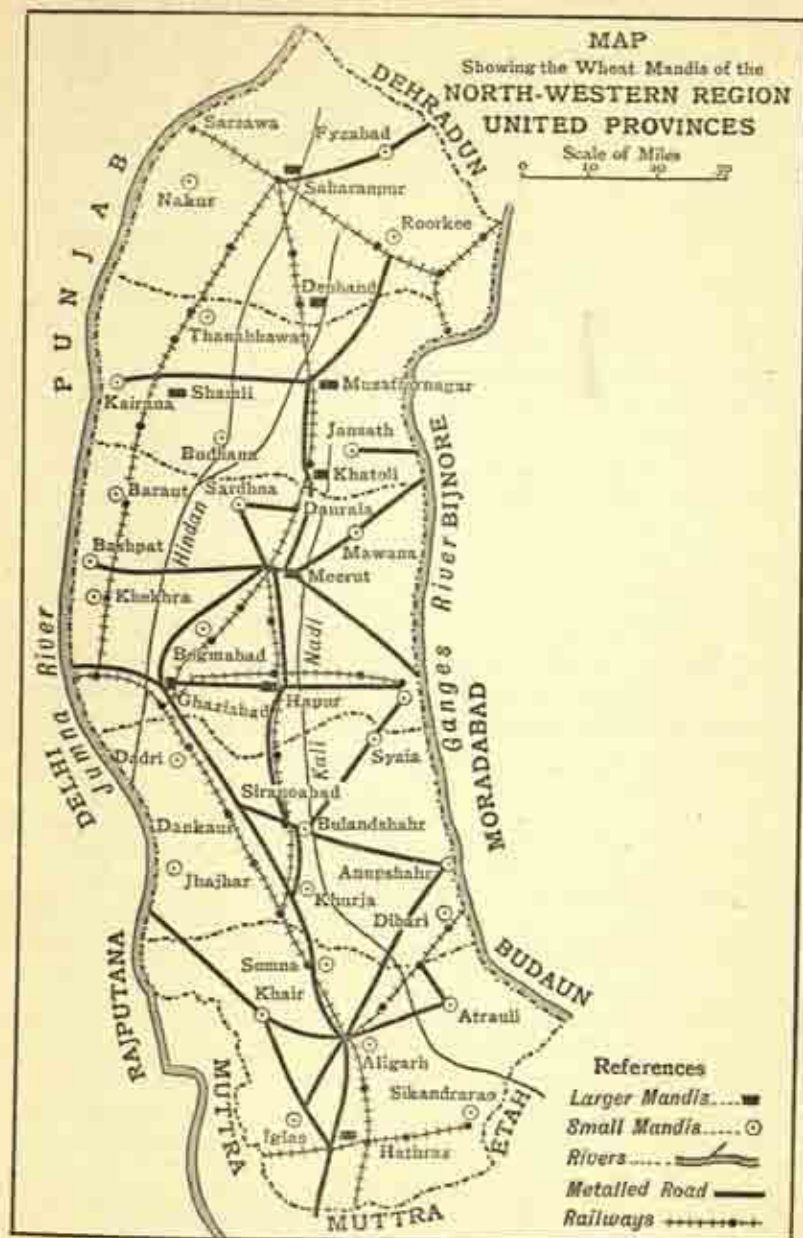 MAP
Showing the Wheat Mandis of the
NORTH-WESTERN REGION
UNITED PROVINCES
Scale of Miles
0 10 20
DEHRADUN
Sarsawa
Fyzabad
Saharanpur
Nakur
Roorkee
PUNJAB
Deoband
Thanabhawan
Kairana
Shamli
Muzaffarnagar
Jansath
Budhana
Khatoli
Baraut
Sardhna
Daurala
Hindan
Mawana
Baghpat
Meerut
BIJNORE
Khekhra
Begmabad
Nadi
Ganges River
Jumna River
Ghaziabad
Hapur
DELHI
Dadri
Syaia
Kali
MORADABAD
Bulandshahr
Dankaur
Anupshahr
Jhajhar
Khurja
Dibari
BUDAUN
Somna
RAJPUTANA
Khair
Atrauli
Aligarh
MUTTRA
Sikandrarao
ETAH
Iglas
Hathras
MUTTRA
References
Larger Mandis....
Small Mandis.....
Rivers ......
Metalled Road
Railways